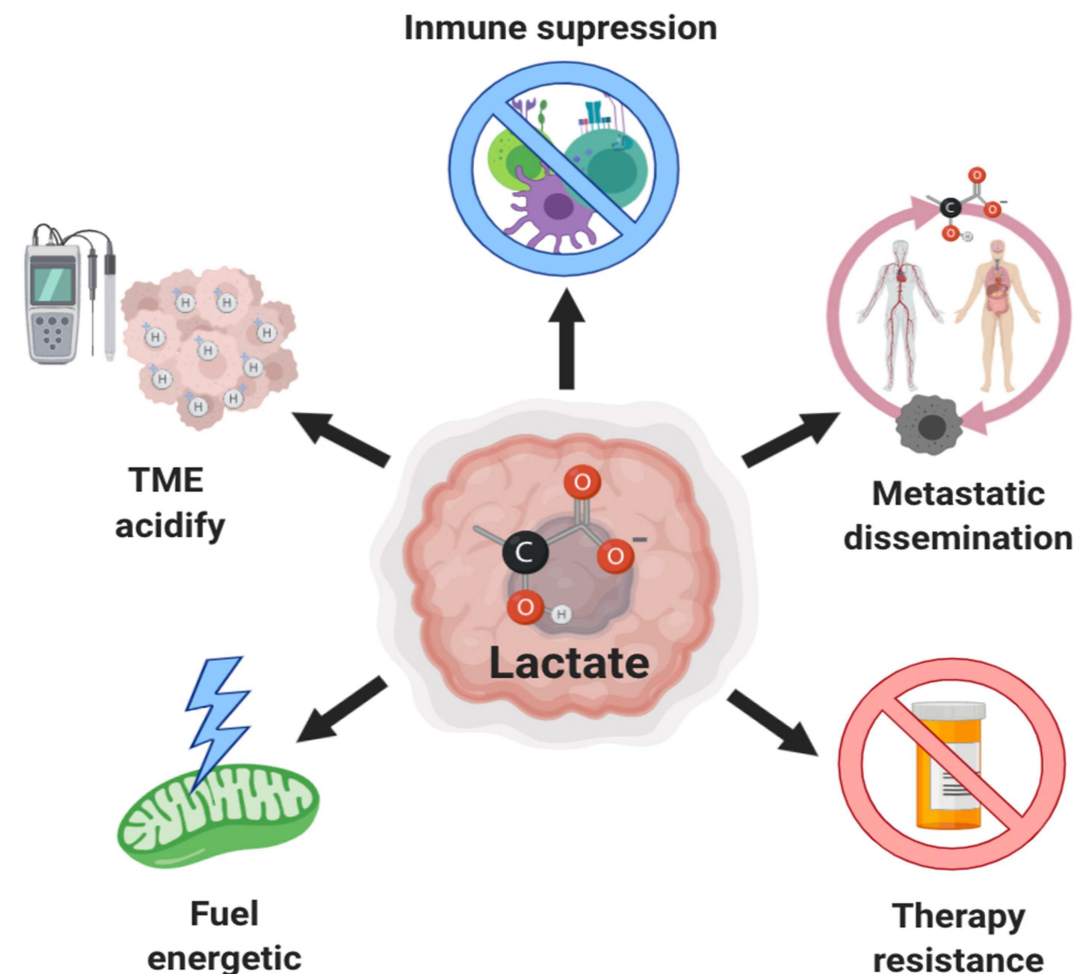 Inmune supression
TME
acidify
Metastatic
dissemination
Lactate
Fuel
energetic
Therapy
resistance
C
O
O
−
O
H
C
O
O
−
O
H
H
H
H
H
H
H
H
H
H
+
+
+
+
+
+
+
+
+